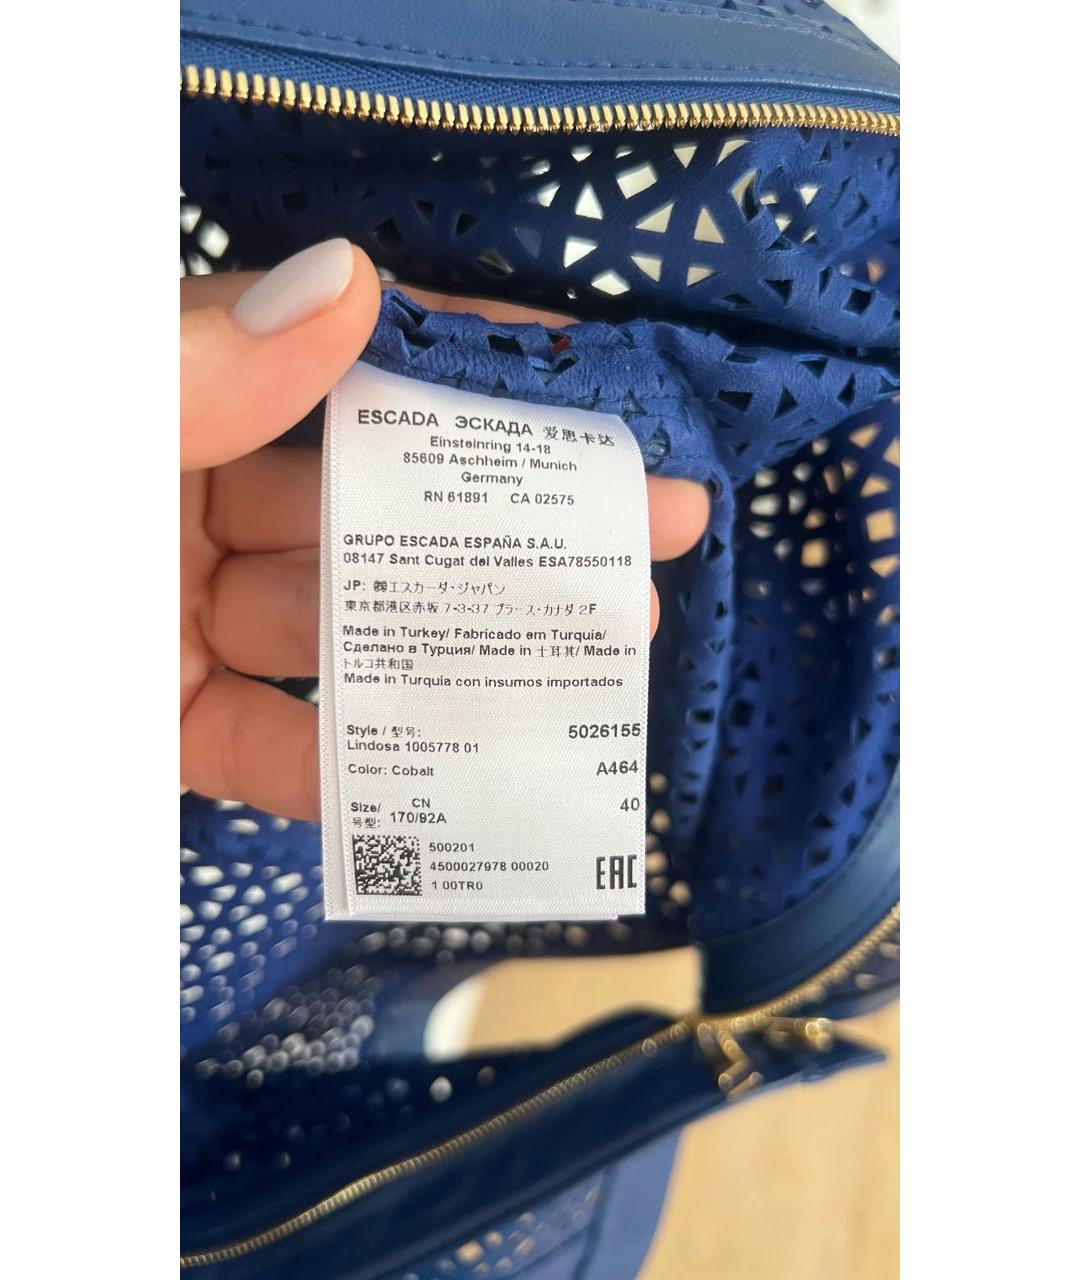 ESCADA ЭСКАДА 爱思卡达
Einsteinring 14-18
85609 Aschheim / Munich
Germany
RN 61891 CA 02575
GRUPO ESCADA ESPAÑA S.A.U.
08147 Sant Cugat del Valles ESA78550118
JP: ㈱エスカーダ・ジャパン
東京都港区赤坂 7-3-37 プラース・カナダ 2F
Made in Turkey/ Fabricado em Turquia/
Сделано в Турция/ Made in 土耳其/ Made in
トルコ共和国
Made in Turquia con insumos importados
Style / 型号: 5026155
Lindosa 1005778 01
Color: Cobalt A464
Size/ CN 40
号型: 170/92A
500201
4500027978 00020
1 00TR0
EAC